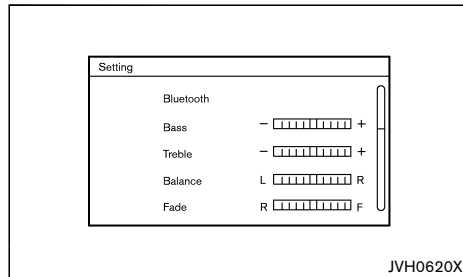 Setting
Bluetooth
Bass − +
Treble − +
Balance L R
Fade R F
JVH0620X